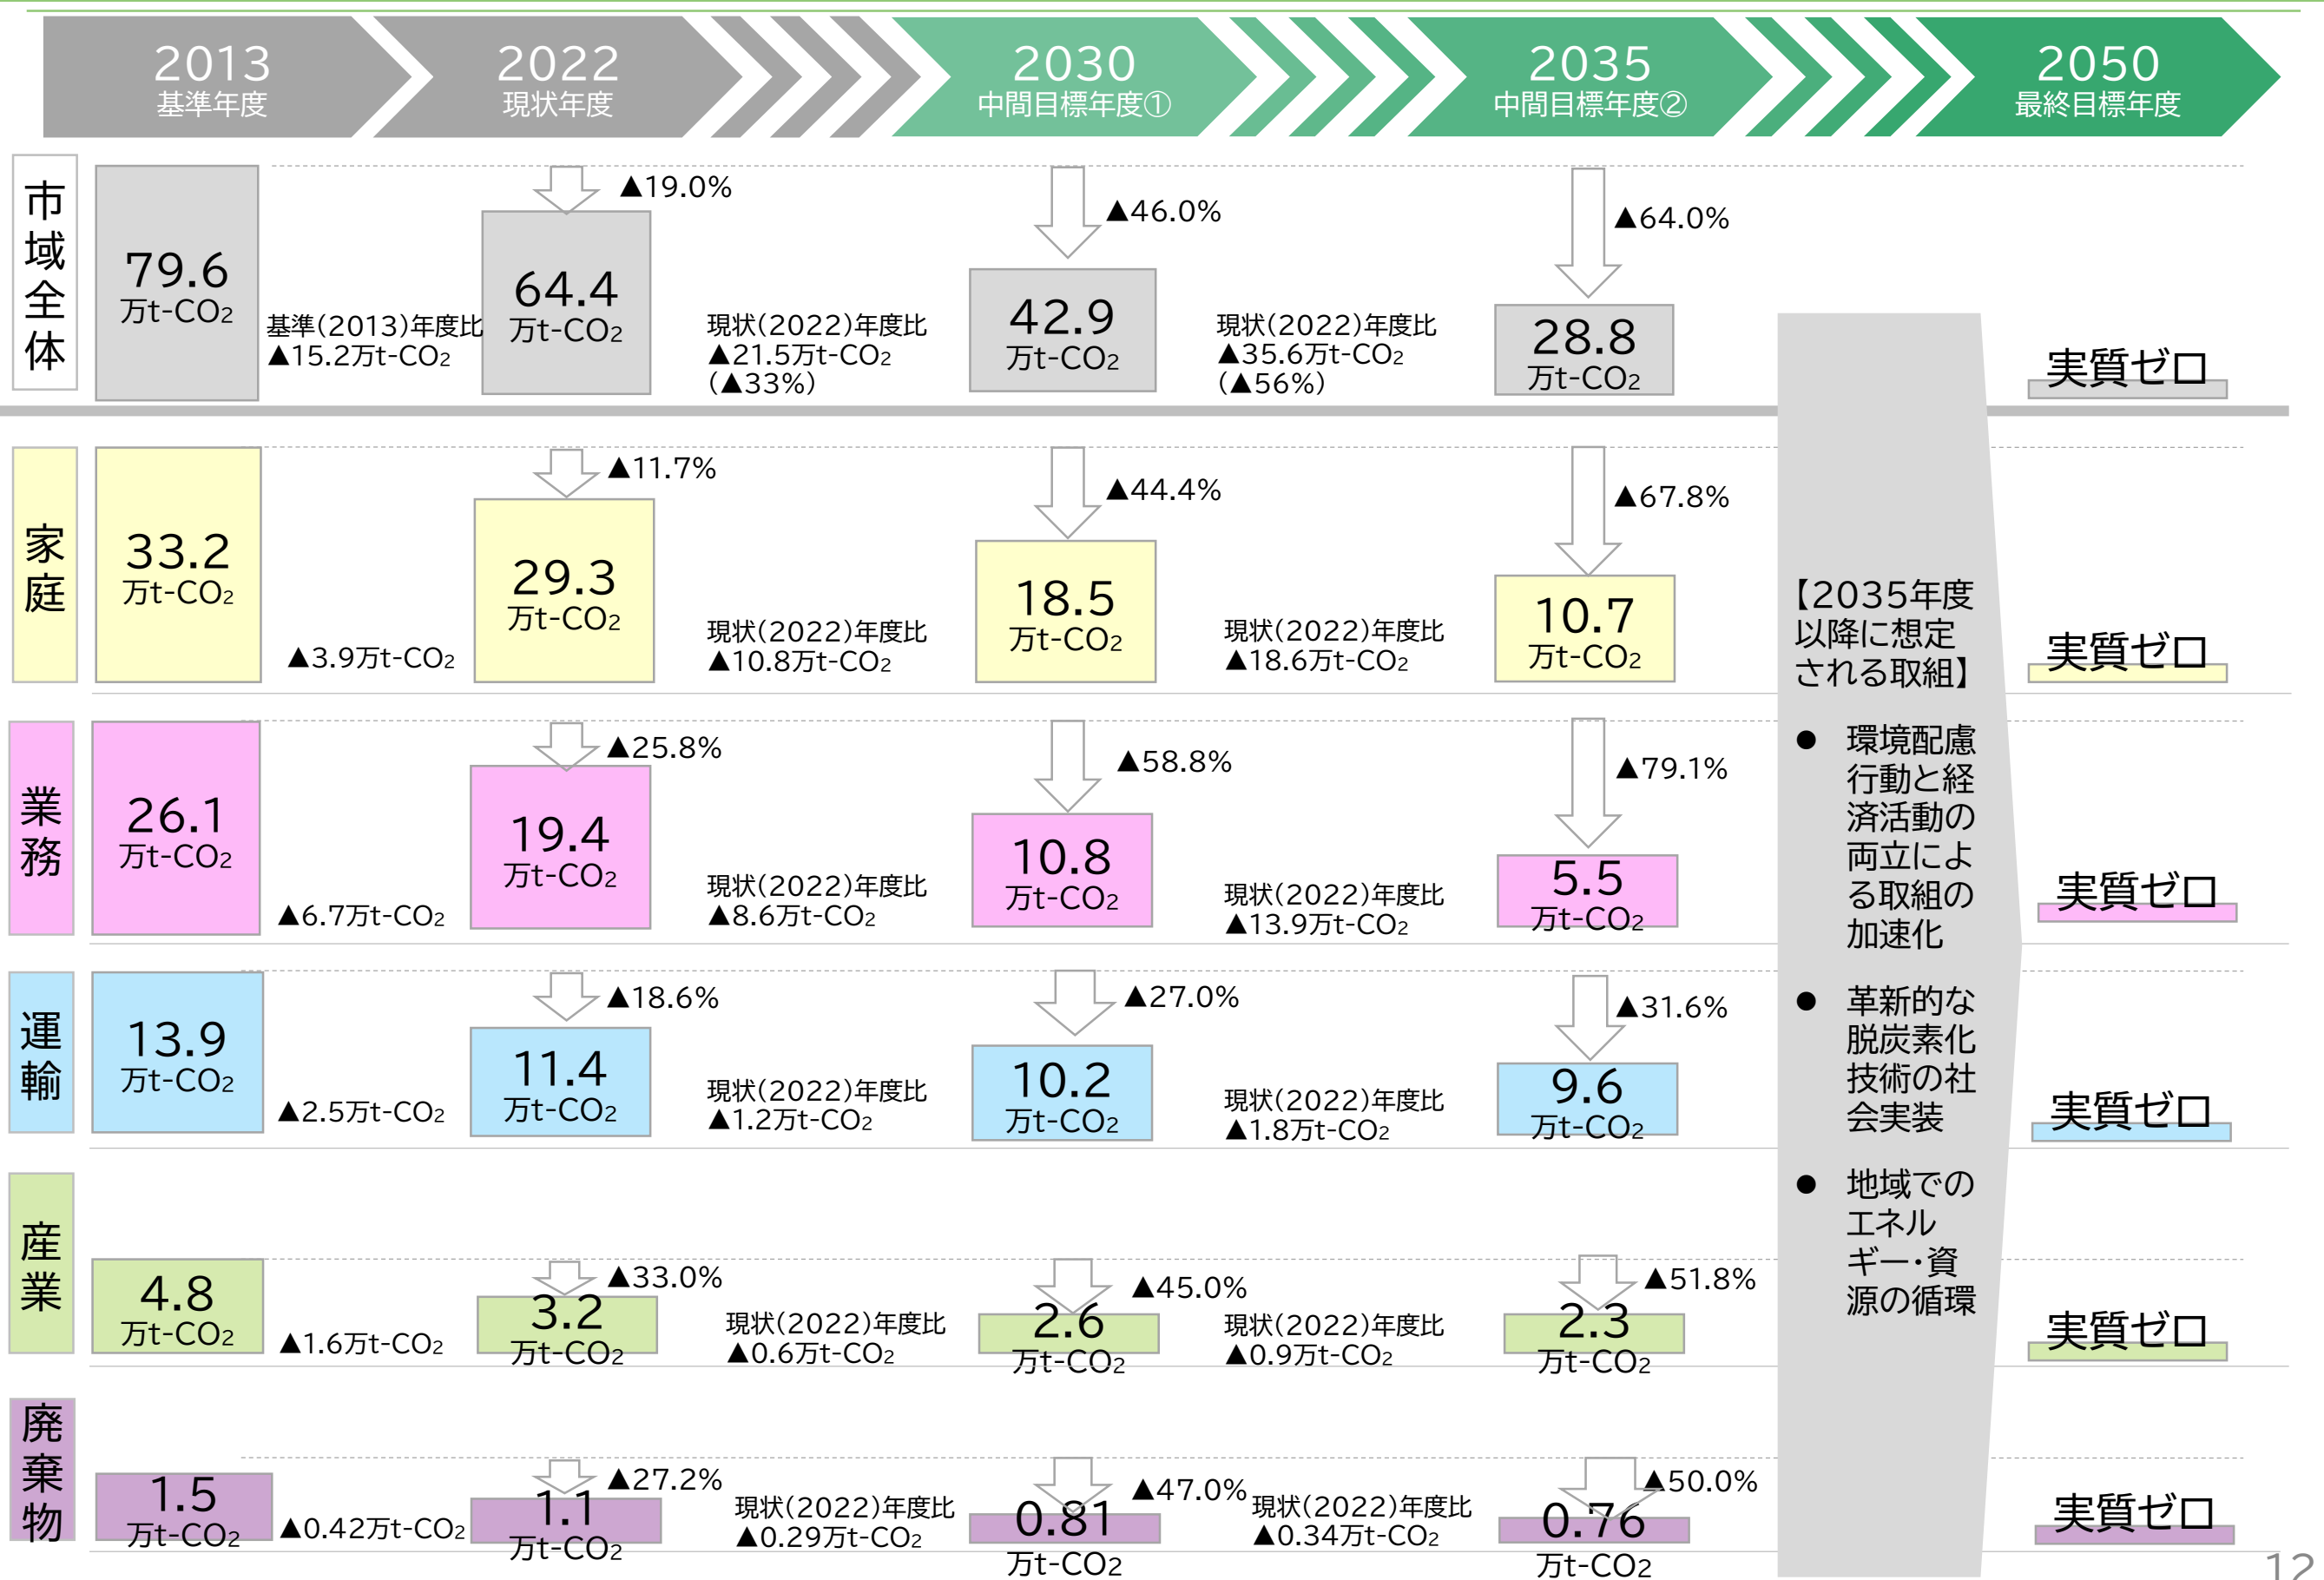 2013
基準年度
2022
現状年度
2030
中間目標年度①
2035
中間目標年度②
2050
最終目標年度
市域全体
79.6
万t-CO2
基準(2013)年度比
▲15.2万t-CO2
▲19.0%
64.4
万t-CO2
現状(2022)年度比
▲21.5万t-CO2
(▲33%)
▲46.0%
42.9
万t-CO2
現状(2022)年度比
▲35.6万t-CO2
(▲56%)
▲64.0%
28.8
万t-CO2
実質ゼロ
家庭
33.2
万t-CO2
▲3.9万t-CO2
▲11.7%
29.3
万t-CO2
現状(2022)年度比
▲10.8万t-CO2
▲44.4%
18.5
万t-CO2
現状(2022)年度比
▲18.6万t-CO2
▲67.8%
10.7
万t-CO2
実質ゼロ
業務
26.1
万t-CO2
▲6.7万t-CO2
▲25.8%
19.4
万t-CO2
現状(2022)年度比
▲8.6万t-CO2
▲58.8%
10.8
万t-CO2
現状(2022)年度比
▲13.9万t-CO2
▲79.1%
5.5
万t-CO2
実質ゼロ
運輸
13.9
万t-CO2
▲2.5万t-CO2
▲18.6%
11.4
万t-CO2
現状(2022)年度比
▲1.2万t-CO2
▲27.0%
10.2
万t-CO2
現状(2022)年度比
▲1.8万t-CO2
▲31.6%
9.6
万t-CO2
実質ゼロ
産業
4.8
万t-CO2
▲1.6万t-CO2
▲33.0%
3.2
万t-CO2
現状(2022)年度比
▲0.6万t-CO2
▲45.0%
2.6
万t-CO2
現状(2022)年度比
▲0.9万t-CO2
▲51.8%
2.3
万t-CO2
実質ゼロ
廃棄物
1.5
万t-CO2
▲0.42万t-CO2
▲27.2%
1.1
万t-CO2
現状(2022)年度比
▲0.29万t-CO2
▲47.0%
0.81
万t-CO2
現状(2022)年度比
▲0.34万t-CO2
▲50.0%
0.76
万t-CO2
実質ゼロ
【2035年度
以降に想定
される取組】
● 環境配慮
行動と経
済活動の
両立によ
る取組の
加速化
● 革新的な
脱炭素化
技術の社
会実装
● 地域での
エネル
ギー・資
源の循環
12